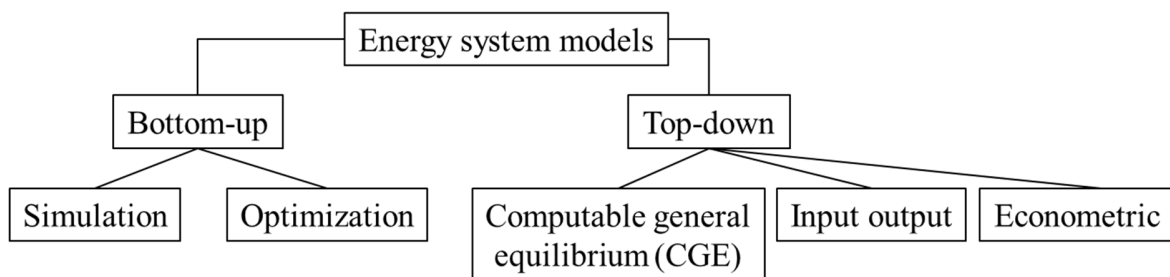 Energy system models
Bottom-up
Top-down
Simulation
Optimization
Computable general
equilibrium (CGE)
Input output
Econometric